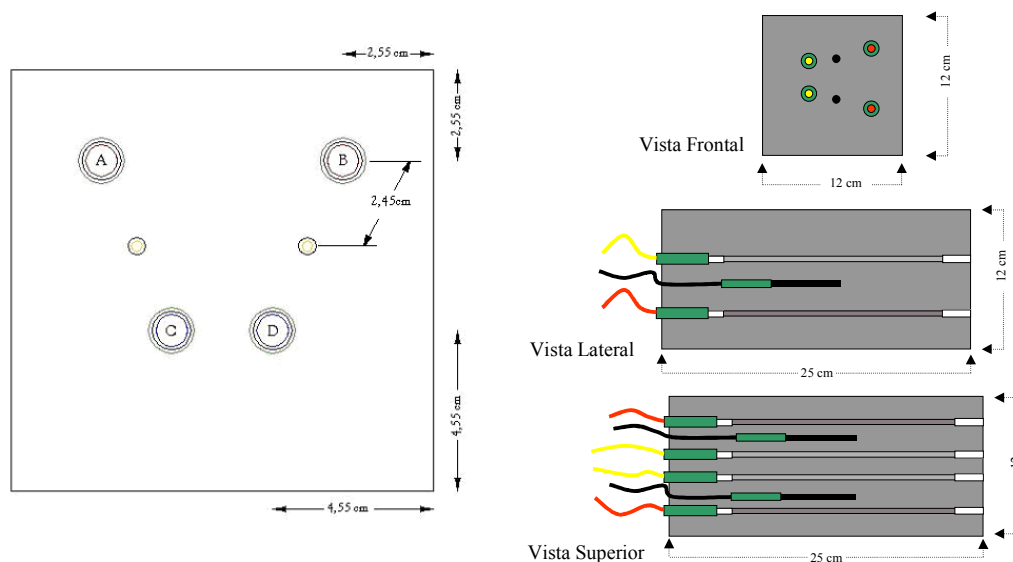 2,55 cm
2,55 cm
A
B
2,45cm
C
D
4,55 cm
4,55 cm
Vista Frontal
12 cm
12 cm
Vista Lateral
12 cm
25 cm
Vista Superior
25 cm